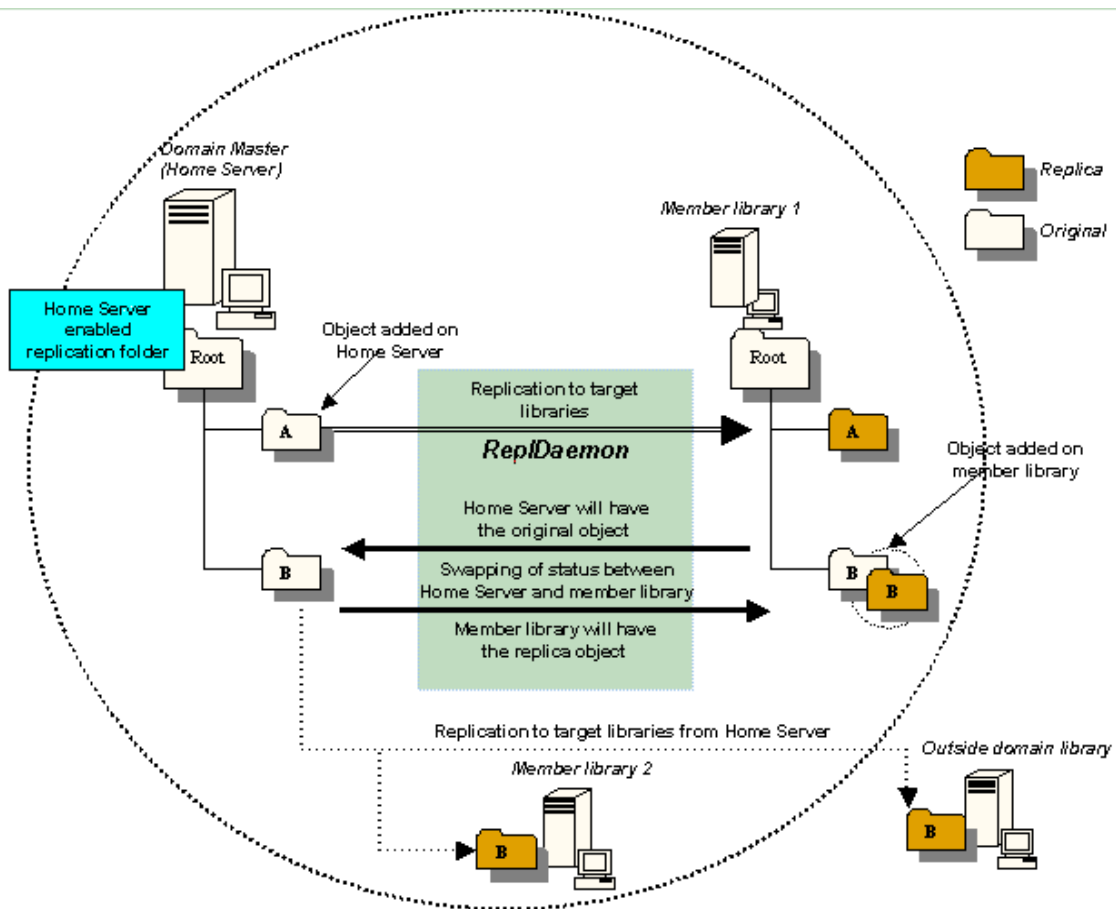 Domain Master
(Home Server)
Member library 1
Replica
Original
Home Server
enabled
replication folder
Root
Object added on
Home Server
Root
A
Replication to target
libraries
ReplDaemon
A
Object added on
member library
Home Server will have
the original object
B
Swapping of status between
Home Server and member library
B
B
Member library will have
the replica object
Replication to target libraries from Home Server
Outside domain library
Member library 2
B
B